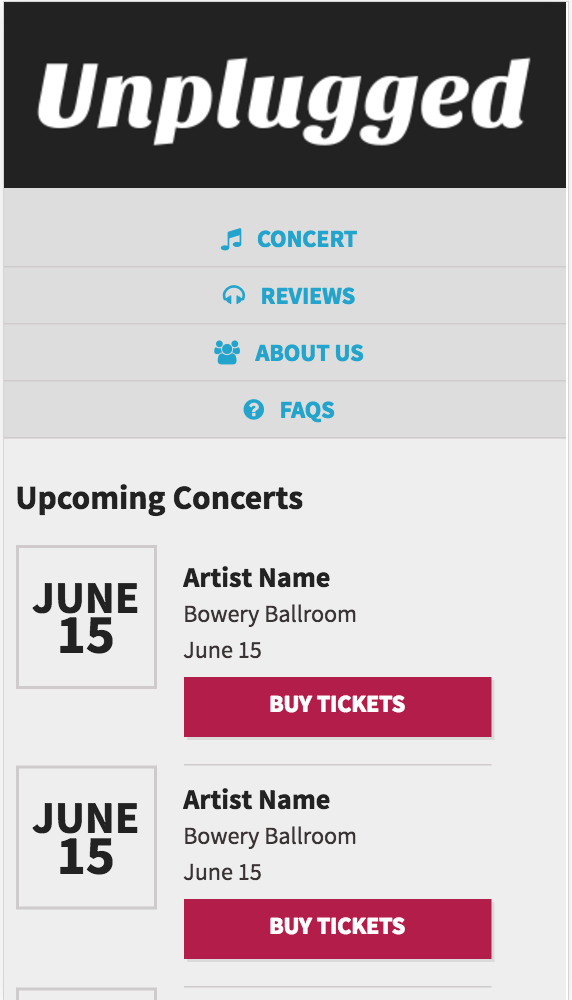 Unplugged
CONCERT
REVIEWS
ABOUT US
FAQS
Upcoming Concerts
JUNE
15
Artist Name
Bowery Ballroom
June 15
BUY TICKETS
JUNE
15
Artist Name
Bowery Ballroom
June 15
BUY TICKETS